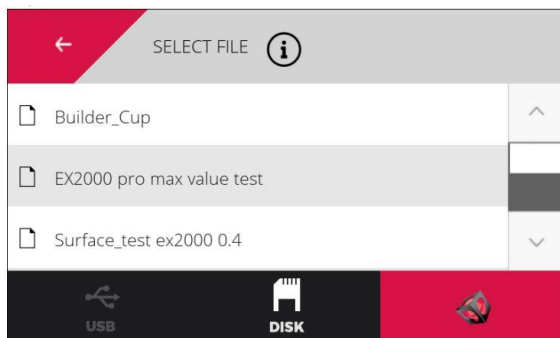 SELECT FILE
Builder_Cup
EX2000 pro max value test
Surface_test ex2000 0.4
USB
DISK